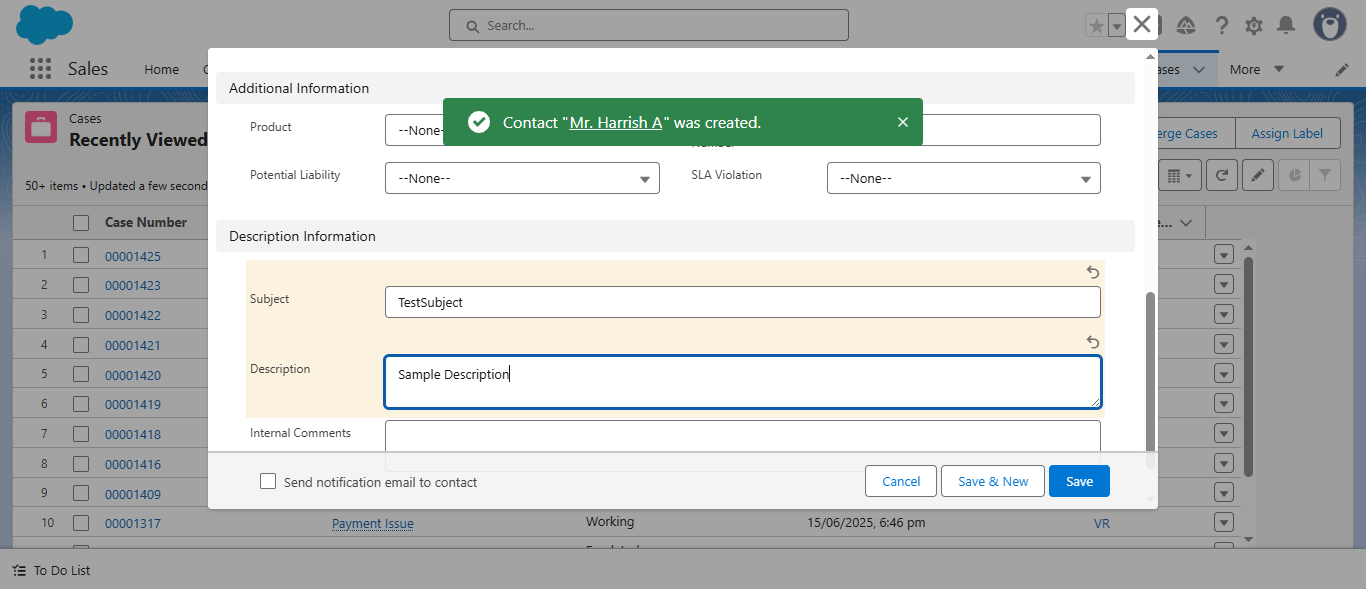 Search...
Sales
Home
ases
More
Cases
Recently Viewed
erge Cases
Assign Label
50+ items • Updated a few second
Case Number
e...
1 00001425
2 00001423
3 00001422
4 00001421
5 00001420
6 00001419
7 00001418
8 00001416
9 00001409
10 00001317 Payment Issue Working 15/06/2025, 6:46 pm VR
Additional Information
Contact "Mr. Harrish A" was created.
Product --None-
Number
Potential Liability --None-- SLA Violation --None--
Description Information
Subject TestSubject
Description Sample Description
Internal Comments
Send notification email to contact
Cancel Save & New Save
To Do List